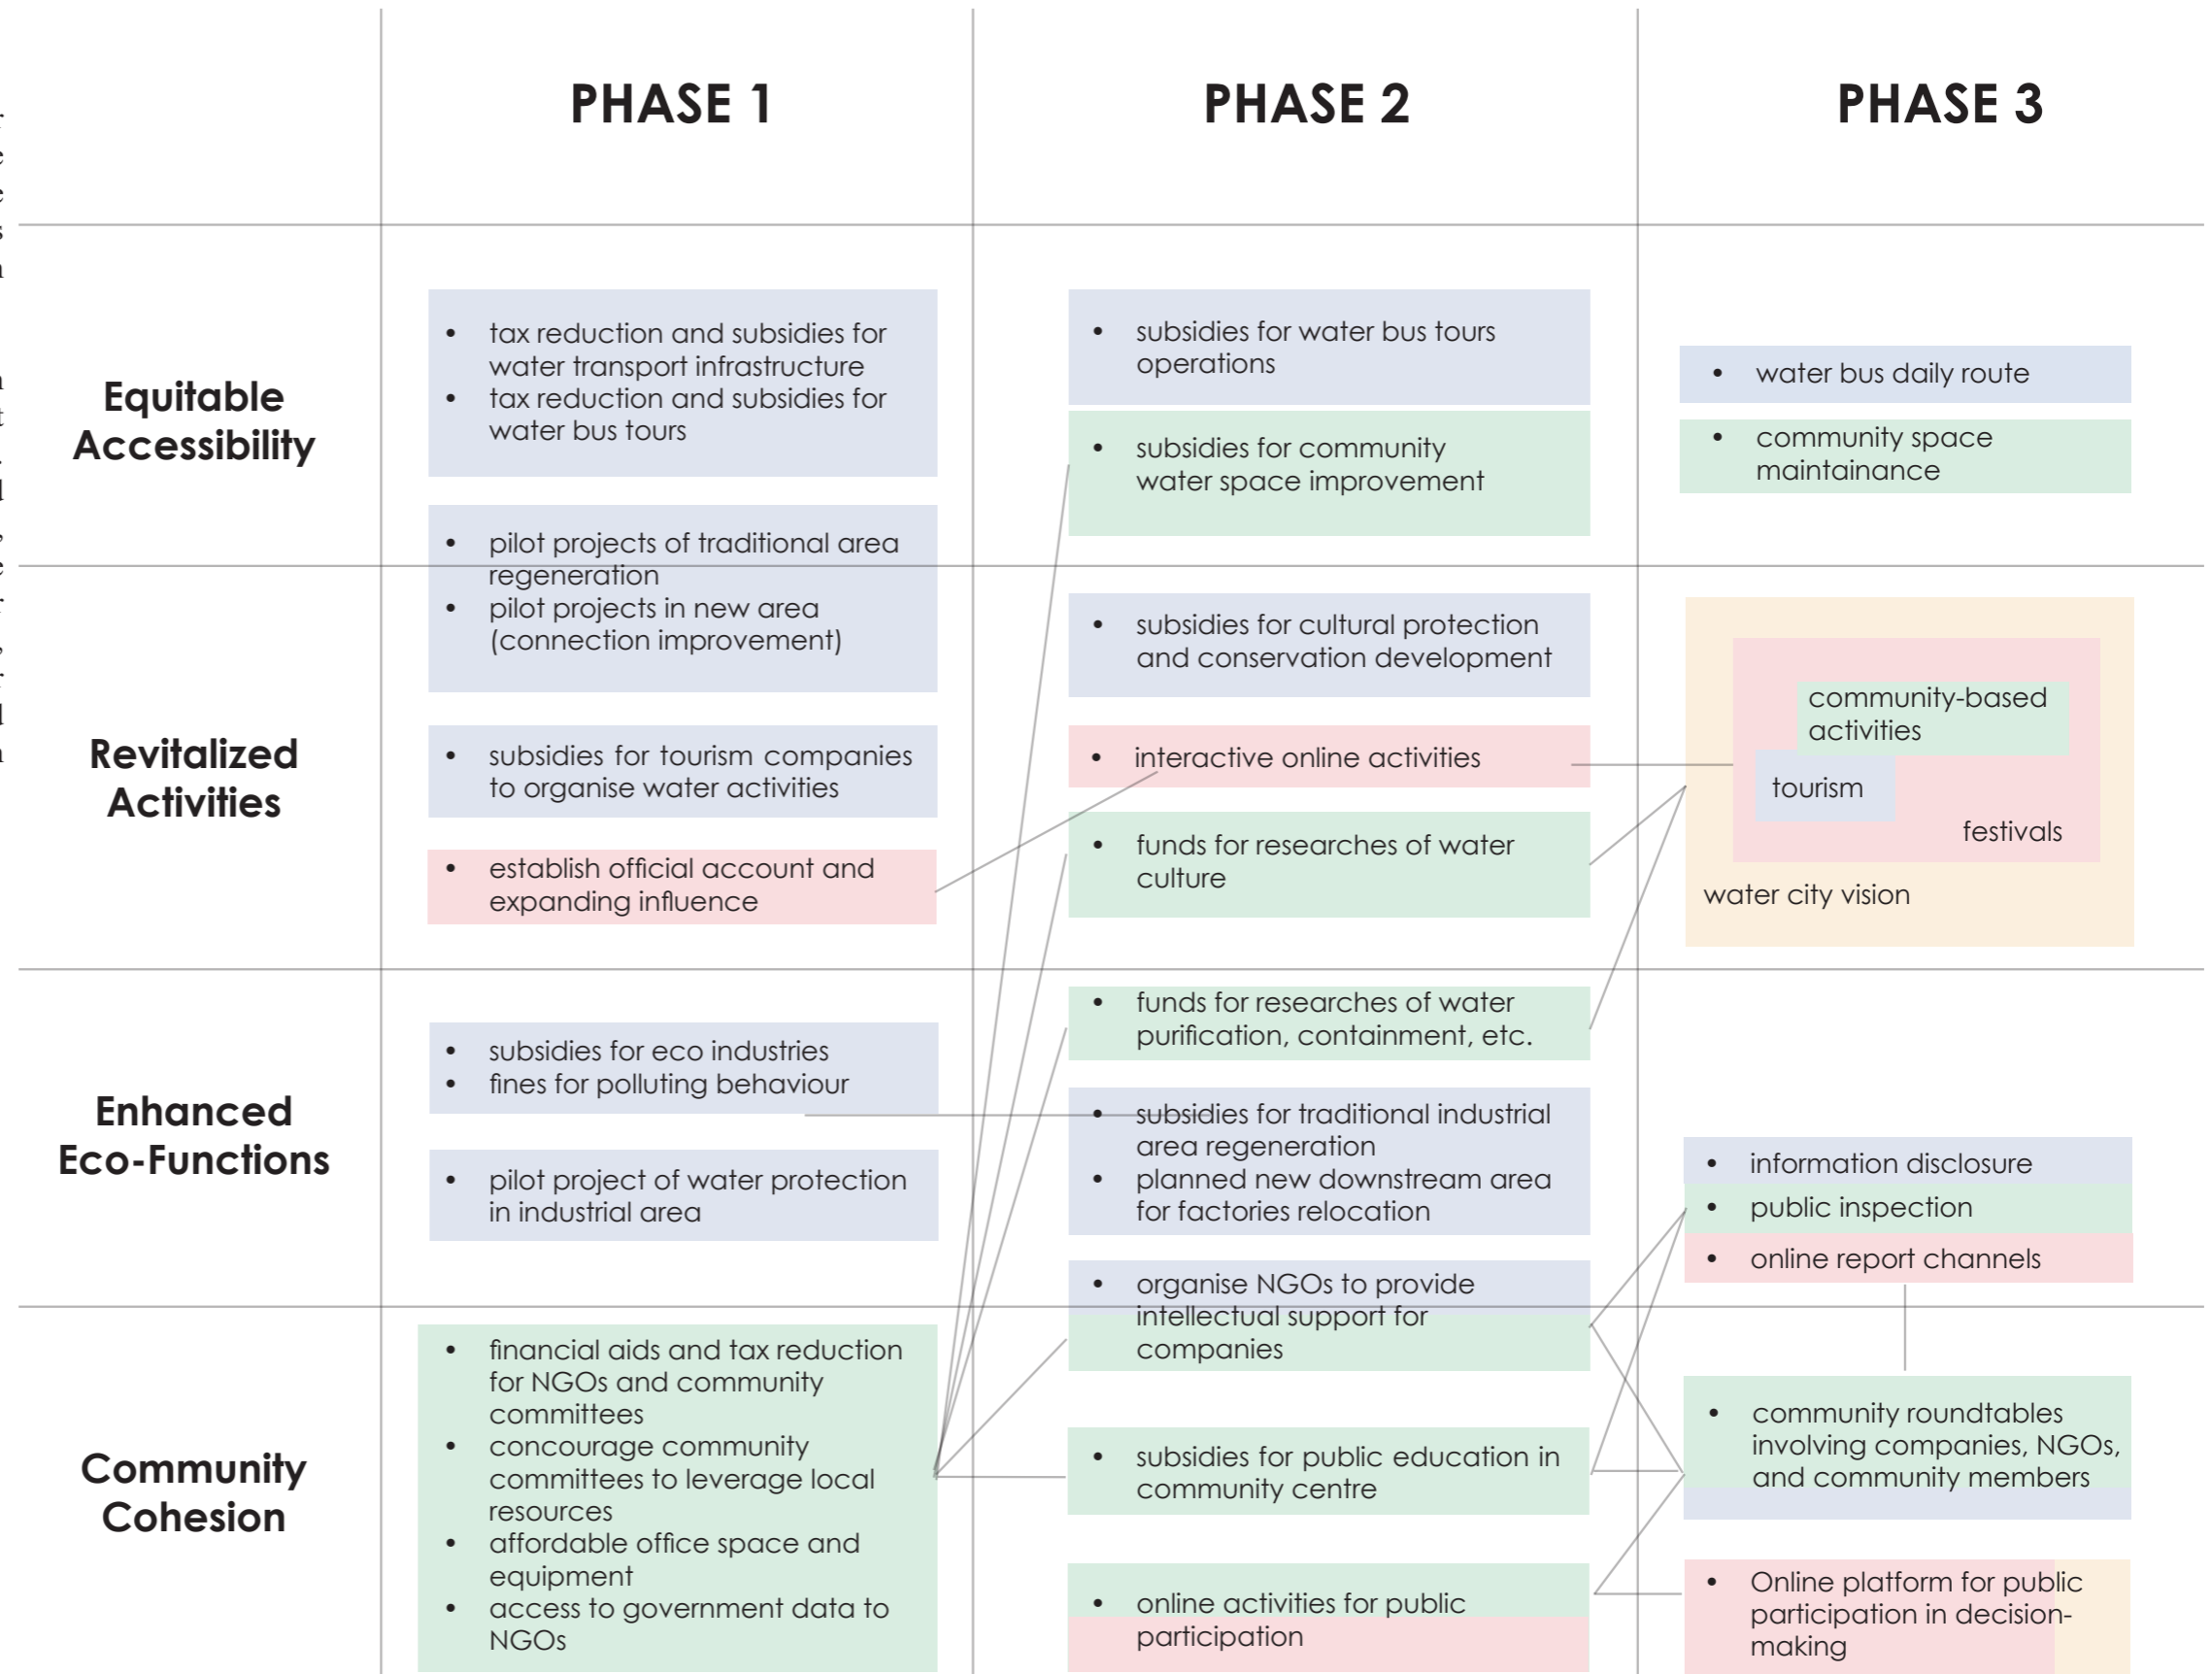 PHASE 1
PHASE 2
PHASE 3
Equitable
Accessibility
• tax reduction and subsidies for
water transport infrastructure
• tax reduction and subsidies for
water bus tours
• pilot projects of traditional area
regeneration
• pilot projects in new area
(connection improvement)
• subsidies for water bus tours
operations
• subsidies for community
water space improvement
• water bus daily route
• community space
maintainance
Revitalized
Activities
• subsidies for tourism companies
to organise water activities
• establish official account and
expanding influence
• subsidies for cultural protection
and conservation development
• interactive online activities
• funds for researches of water
culture
community-based
activities
tourism
festivals
water city vision
Enhanced
Eco-Functions
• subsidies for eco industries
• fines for polluting behaviour
• pilot project of water protection
in industrial area
• funds for researches of water
purification, containment, etc.
• subsidies for traditional industrial
area regeneration
• planned new downstream area
for factories relocation
• organise NGOs to provide
intellectual support for
companies
• information disclosure
• public inspection
• online report channels
Community
Cohesion
• financial aids and tax reduction
for NGOs and community
committees
• concourage community
committees to leverage local
resources
• affordable office space and
equipment
• access to government data to
NGOs
• subsidies for public education in
community centre
• online activities for public
participation
• community roundtables
involving companies, NGOs,
and community members
• Online platform for public
participation in decision-
making